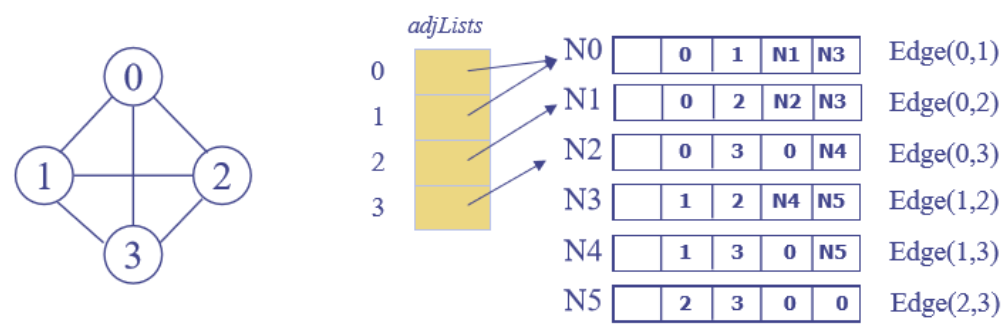 0
1
2
3
adjLists
0
1
2
3
N0 0 1 N1 N3 Edge(0,1)
N1 0 2 N2 N3 Edge(0,2)
N2 0 3 0 N4 Edge(0,3)
N3 1 2 N4 N5 Edge(1,2)
N4 1 3 0 N5 Edge(1,3)
N5 2 3 0 0 Edge(2,3)